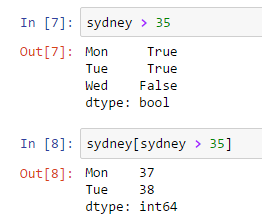 In [7]: sydney > 35
Out[7]: Mon     True
Tue     True
Wed    False
dtype: bool
In [8]: sydney[sydney > 35]
Out[8]: Mon    37
Tue    38
dtype: int64